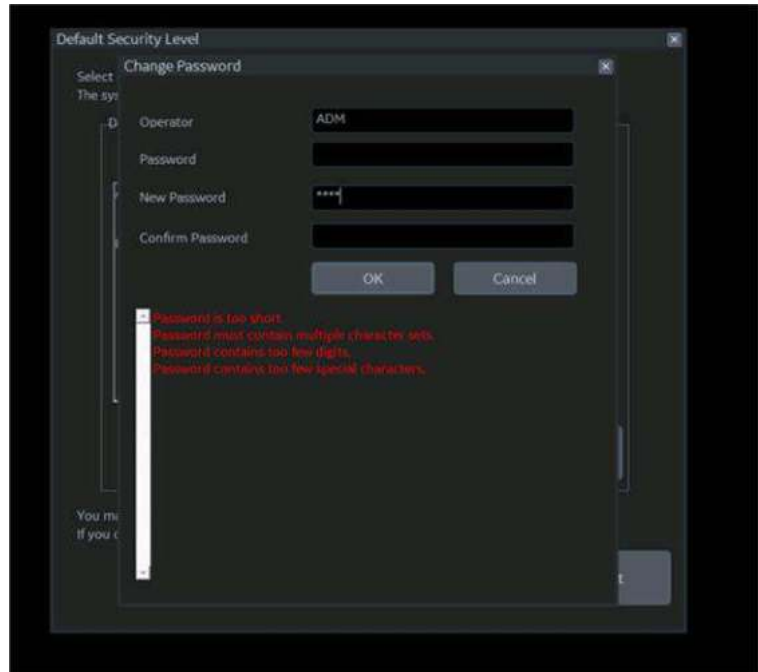 Default Security Level
Change Password
Select
The sys
Operator
ADM
Password
New Password
****
Confirm Password
OK
Cancel
Password is too short.
Password must contain multiple character sets.
Password contains too few digits.
Password contains too few special characters.
You ma
If you c
t